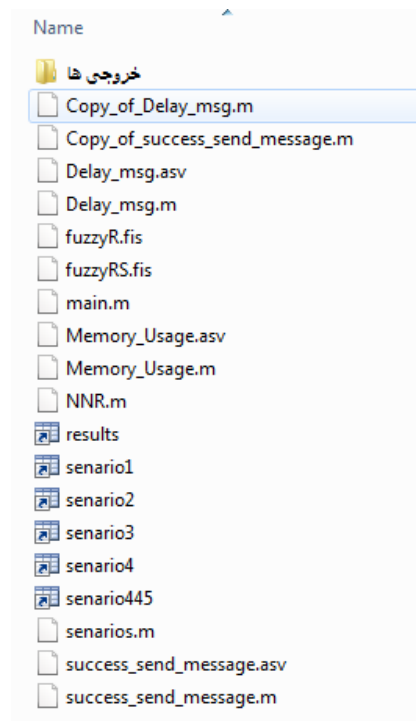 Name
خروجی ها
Copy_of_Delay_msg.m
Copy_of_success_send_message.m
Delay_msg.asv
Delay_msg.m
fuzzyR.fis
fuzzyRS.fis
main.m
Memory_Usage.asv
Memory_Usage.m
NNR.m
results
senario1
senario2
senario3
senario4
senario445
senarios.m
success_send_message.asv
success_send_message.m